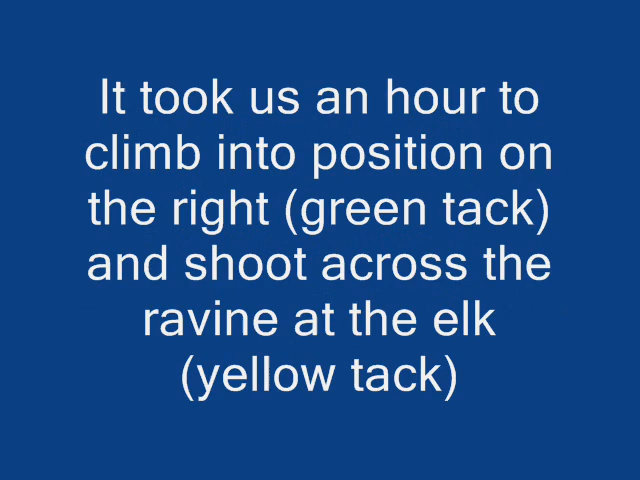 It took us an hour to
climb into position on
the right (green tack)
and shoot across the
ravine at the elk
(yellow tack)